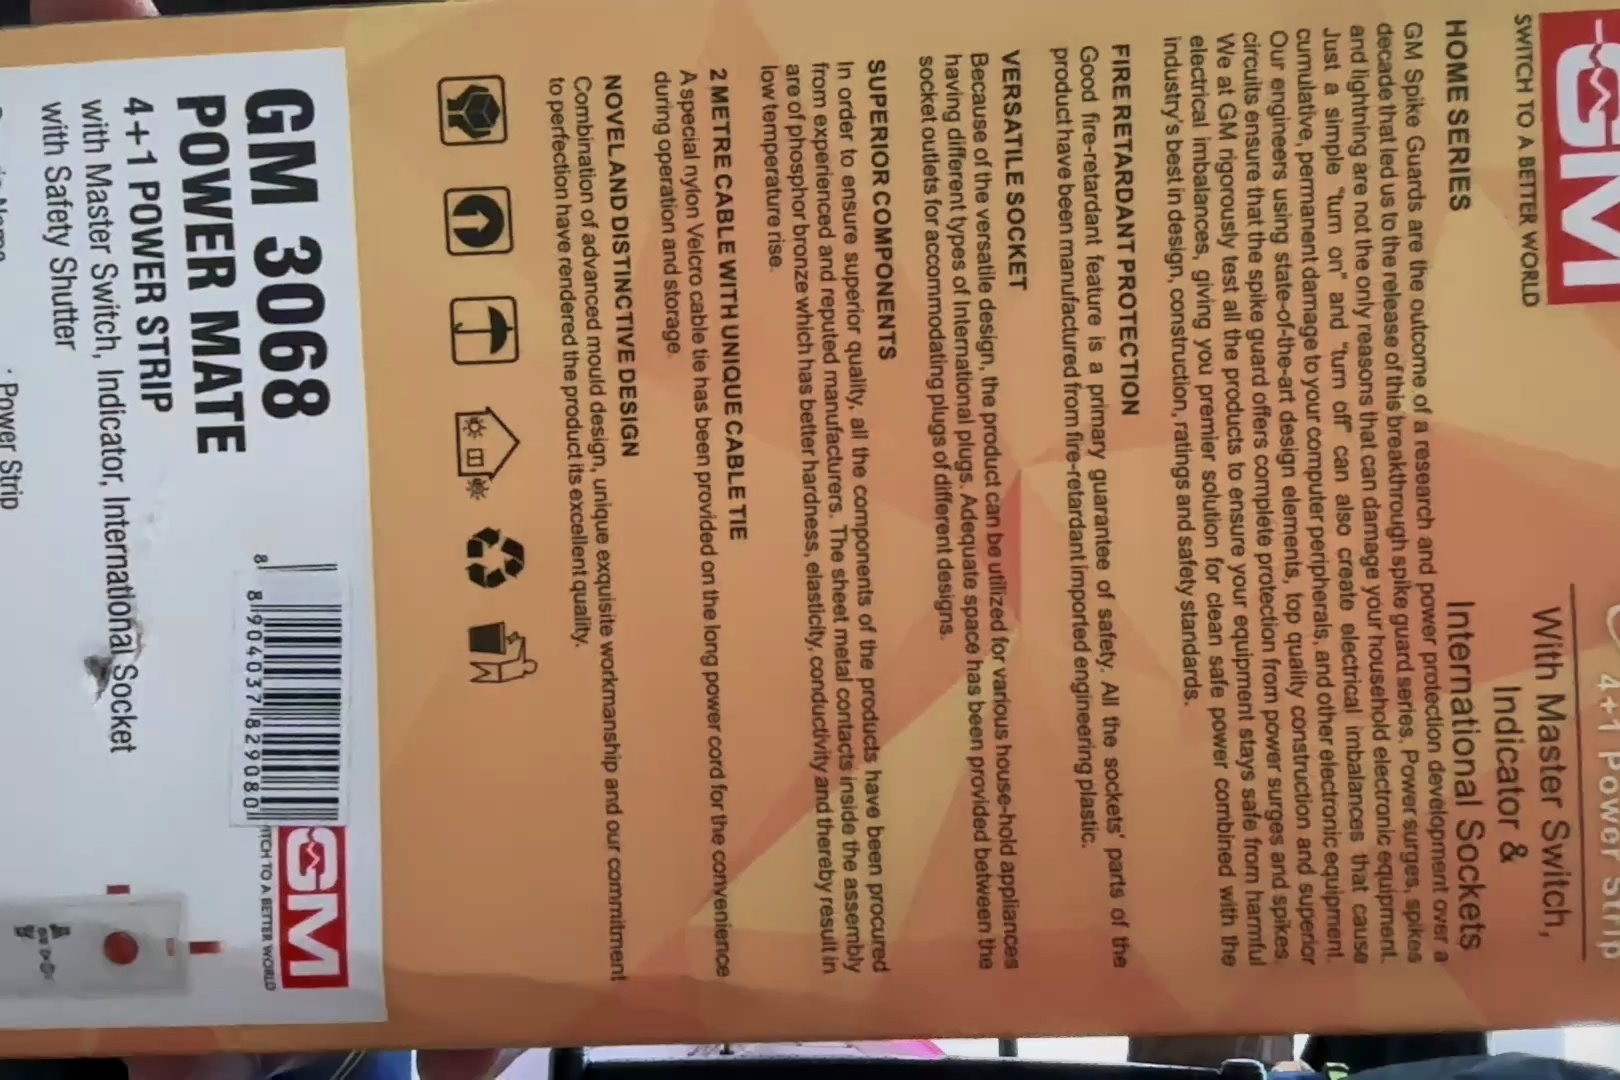 GM
SWITCH TO A BETTER WORLD
4+1 Power Strip
With Master Switch,
Indicator &
International Sockets
HOME SERIES
GM Spike Guards are the outcome of a research and power protection development over a
decade that led us to the release of this breakthrough spike guard series. Power surges, spikes
and lightning are not the only reasons that can damage your household electronic equipment.
Just a simple "turn on" and "turn off" can also create electrical imbalances that cause
cumulative, permanent damage to your computer peripherals, and other electronic equipment.
Our engineers using state-of-the-art design elements, top quality construction and superior
circuits ensure that the spike guard offers complete protection from power surges and spikes.
We at GM rigorously test all the products to ensure your equipment stays safe from harmful
electrical imbalances, giving you premier solution for clean safe power combined with the
industry's best in design, construction, ratings and safety standards.
FIRE RETARDANT PROTECTION
Good fire-retardant feature is a primary guarantee of safety. All the sockets' parts of the
product have been manufactured from fire-retardant imported engineering plastic.
VERSATILE SOCKET
Because of the versatile design, the product can be utilized for various house-hold appliances
having different types of International plugs. Adequate space has been provided between the
socket outlets for accommodating plugs of different designs.
SUPERIOR COMPONENTS
In order to ensure superior quality, all the components of the products have been procured
from experienced and reputed manufacturers. The sheet metal contacts inside the assembly
are of phosphor bronze which has better hardness, elasticity, conductivity and thereby result in
low temperature rise.
2 METRE CABLE WITH UNIQUE CABLE TIE
A special nylon Velcro cable tie has been provided on the long power cord for the convenience
during operation and storage.
NOVEL AND DISTINCTIVE DESIGN
Combination of advanced mould design, unique exquisite workmanship and our commitment
to perfection have rendered the product its excellent quality.
GM 3068
POWER MATE
4+1 POWER STRIP
with Master Switch, Indicator, International Socket
with Safety Shutter
8
8 904037 829080
GM
ITCH TO A BETTER WORLD
Name : Power Strip